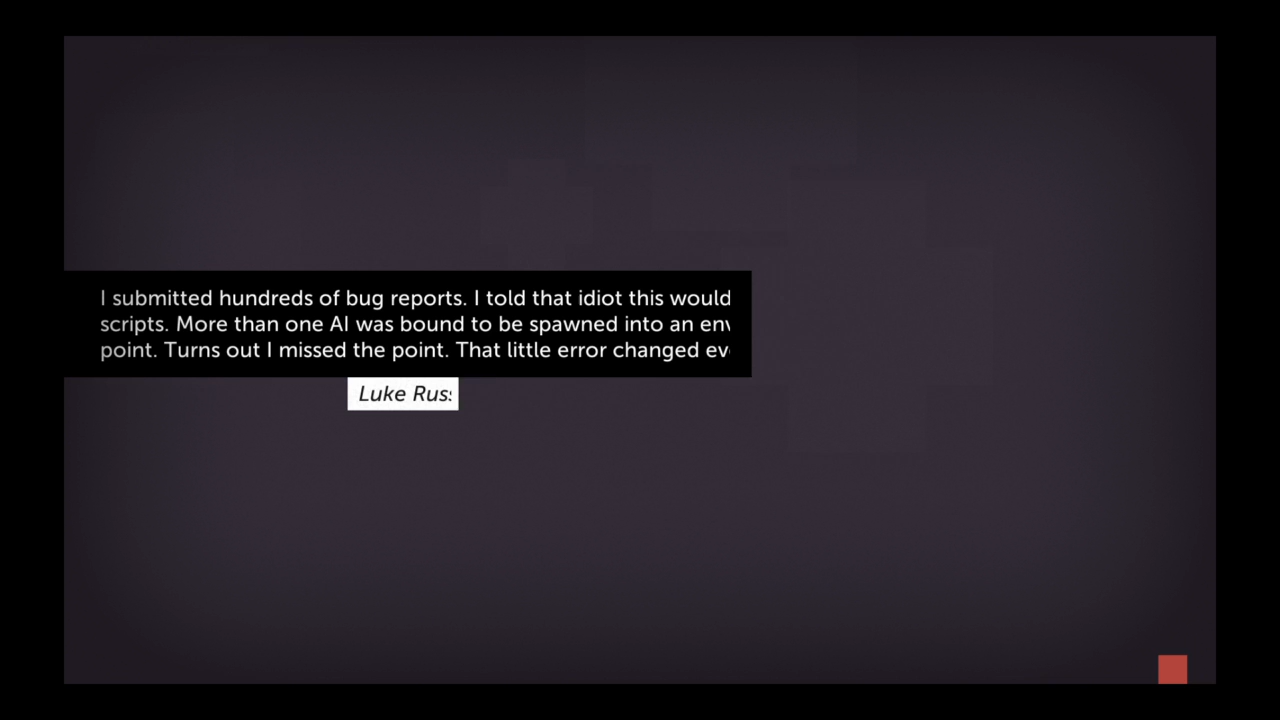 I submitted hundreds of bug reports. I told that idiot this would
scripts. More than one AI was bound to be spawned into an
point. Turns out I missed the point. That little error changed
Luke